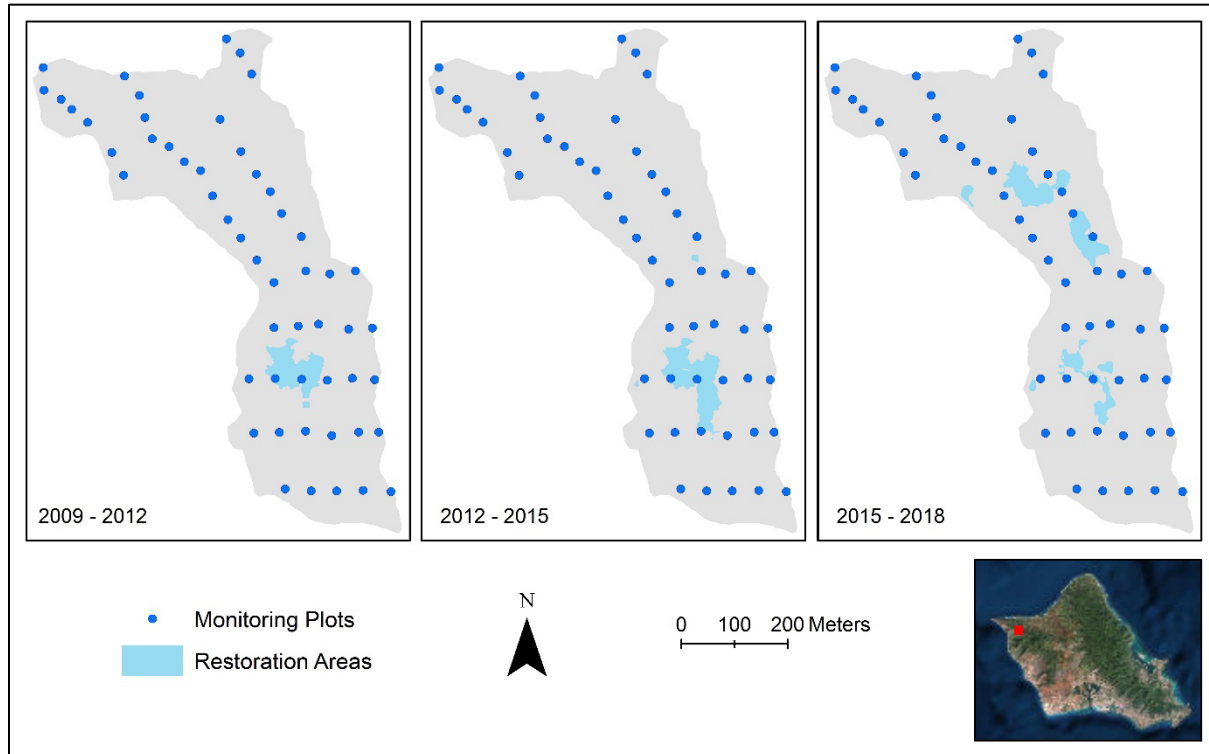 2009 - 2012
2012 - 2015
2015 - 2018
Monitoring Plots
Restoration Areas
N
0 100 200 Meters